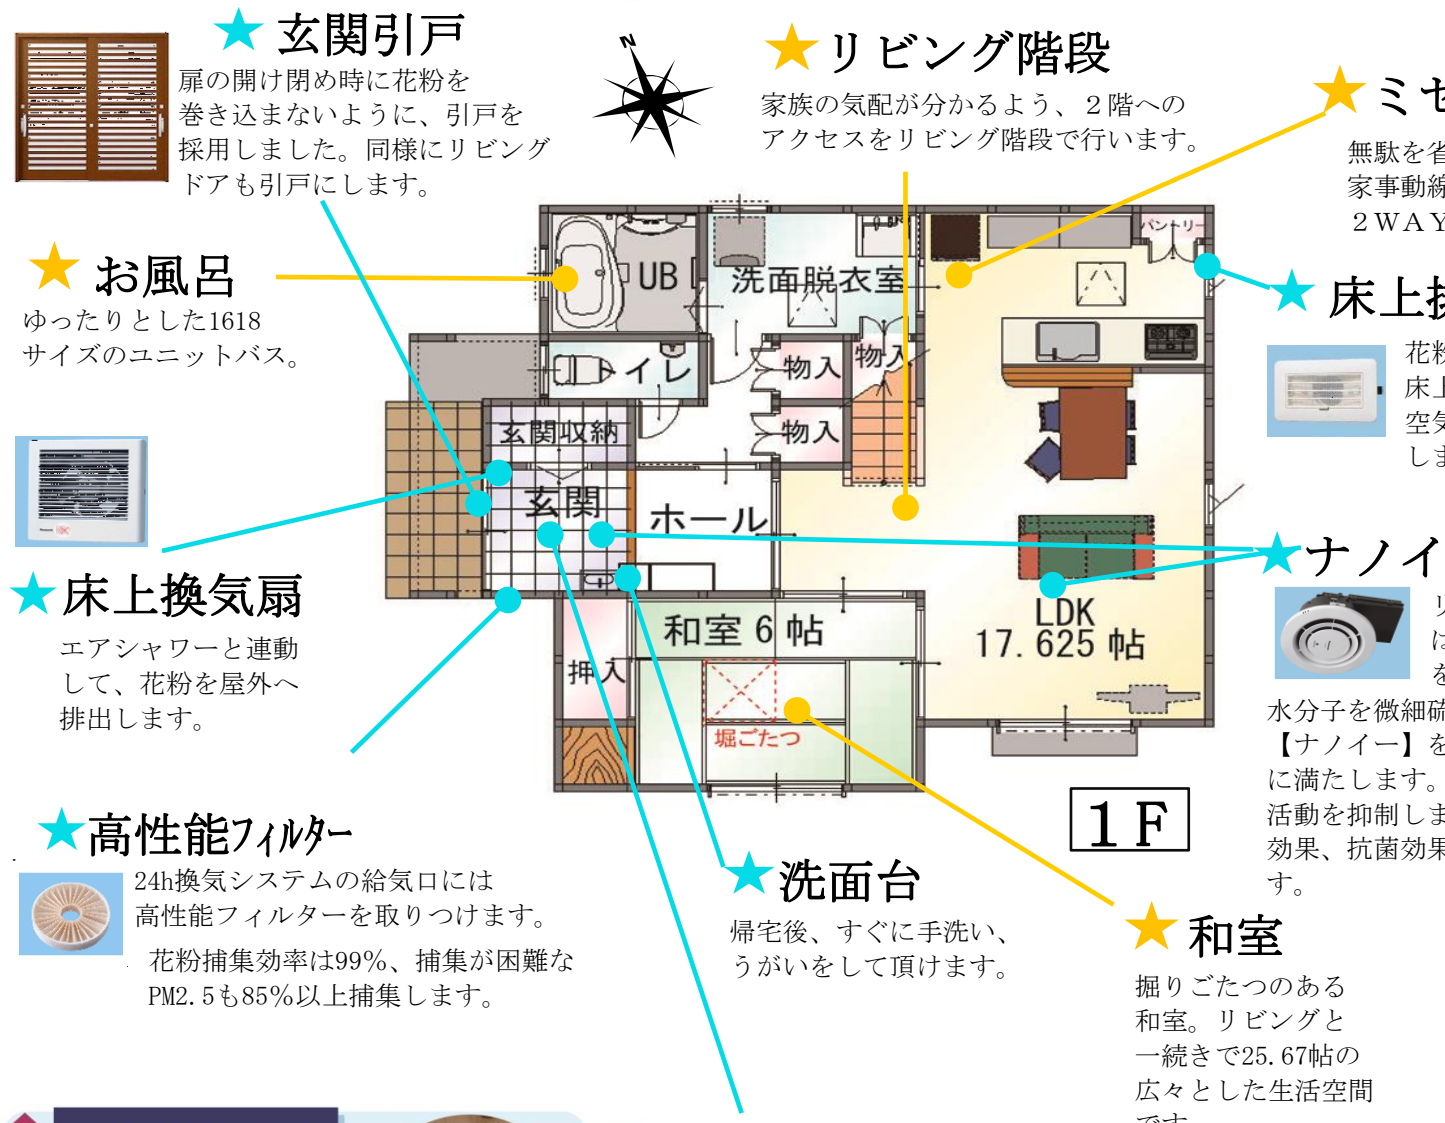 玄関引戸
扉の開け閉め時に花粉を
巻き込まないように、引戸を
採用しました。同様にリビング
ドアも引戸にします。
N
リビング階段
家族の気配が分かるよう、２階への
アクセスをリビング階段で行います。
ミセ
無駄を省
家事動線
２ＷＡＹ
お風呂
ゆったりとした1618
サイズのユニットバス。
床上換
花粉
床上
空気
しま
床上換気扇
エアシャワーと連動
して、花粉を屋外へ
排出します。
ナノイ
リ
は
を
水分子を微細
【ナノイー】を
に満たします。
活動を抑制しま
効果、抗菌効果
す。
高性能フィルター
24h換気システムの給気口には
高性能フィルターを取りつけます。
花粉捕集効率は99%、捕集が困難な
PM2.5も85%以上捕集します。
洗面台
帰宅後、すぐに手洗い、
うがいをして頂けます。
和室
掘りごたつのある
和室。リビングと
一続きで25.67帖の
広々とした生活空間
です
UB
洗面脱衣室
パントリー
トイレ
物入
物入
物入
玄関収納
玄関
ホール
LDK
17.625 帖
和室 6 帖
押入
堀ごたつ
1F